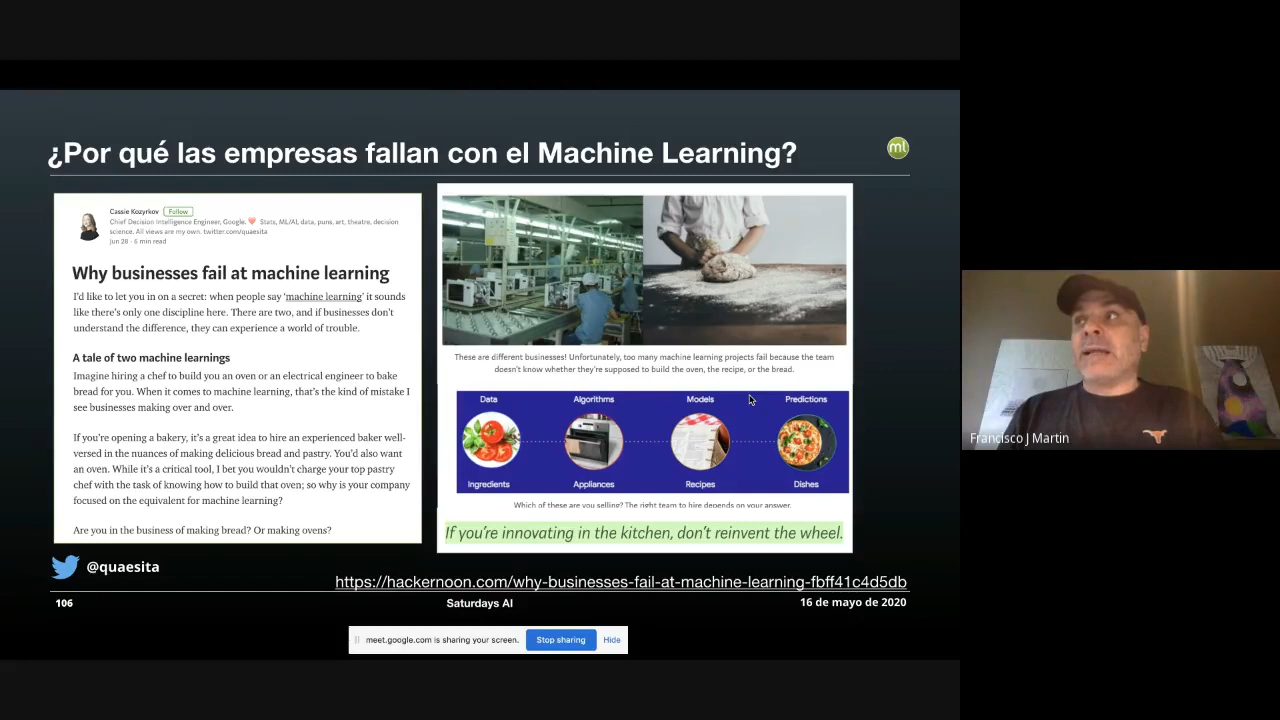 ¿Por qué las empresas fallan con el Machine Learning?
ml
Cassie Kozyrkov Follow
Chief Decision Intelligence Engineer, Google. ❤ Stats, ML/AI, data, puns, art, theatre, decision
science. All views are my own. twitter.com/quaesita
Jun 28 · 6 min read
Why businesses fail at machine learning
I’d like to let you in on a secret: when people say ‘machine learning’ it sounds
like there’s only one discipline here. There are two, and if businesses don’t
understand the difference, they can experience a world of trouble.
A tale of two machine learnings
Imagine hiring a chef to build you an oven or an electrical engineer to bake
bread for you. When it comes to machine learning, that’s the kind of mistake I
see businesses making over and over.
If you’re opening a bakery, it’s a great idea to hire an experienced baker well-
versed in the nuances of making delicious bread and pastry. You’d also want
an oven. While it’s a critical tool, I bet you wouldn’t charge your top pastry
chef with the task of knowing how to build that oven; so why is your company
focused on the equivalent for machine learning?
Are you in the business of making bread? Or making ovens?
These are different businesses! Unfortunately, too many machine learning projects fail because the team
doesn’t know whether they’re supposed to build the oven, the recipe, or the bread.
Data Algorithms Models Predictions
Ingredients Appliances Recipes Dishes
Which of these are you selling? The right team to hire depends on your answer.
If you’re innovating in the kitchen, don’t reinvent the wheel.
@quaesita
https://hackernoon.com/why-businesses-fail-at-machine-learning-fbff41c4d5db
106 Saturdays AI 16 de mayo de 2020
meet.google.com is sharing your screen. Stop sharing Hide
Francisco J Martin